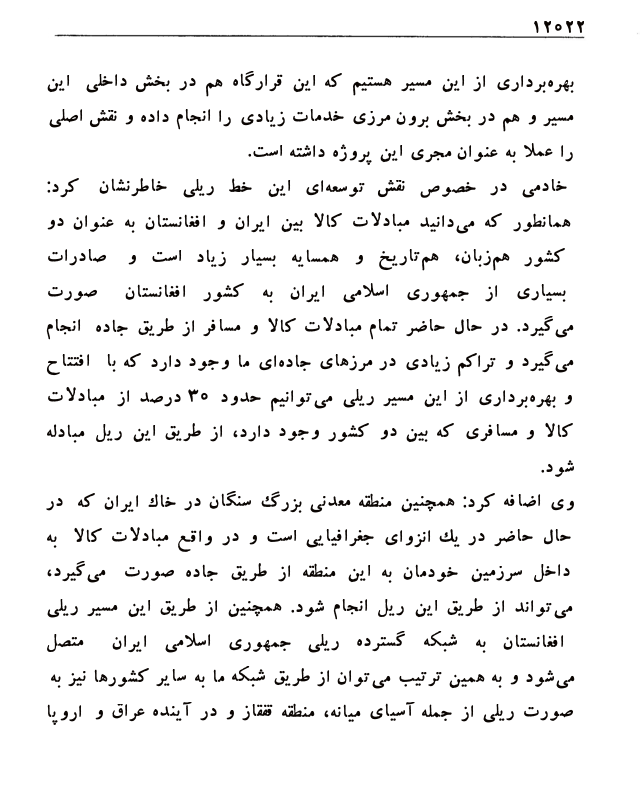 ۱۲۰۲۲
بهره‌برداری از این مسیر هستیم که این قرارگاه هم در بخش داخلی این
مسیر و هم در بخش برون مرزی خدمات زیادی را انجام داده و نقش اصلی
را عملا به عنوان مجری این پروژه داشته است.
خادمی در خصوص نقش توسعه‌ای این خط ریلی خاطرنشان کرد:
همانطور که می‌دانید مبادلات کالا بین ایران و افغانستان به عنوان دو
کشور هم‌زبان، هم‌تاریخ و همسایه بسیار زیاد است و صادرات
بسیاری از جمهوری اسلامی ایران به کشور افغانستان صورت
می‌گیرد. در حال حاضر تمام مبادلات کالا و مسافر از طریق جاده انجام
می‌گیرد و تراکم زیادی در مرزهای جاده‌ای ما وجود دارد که با افتتاح
و بهره‌برداری از این مسیر ریلی می‌توانیم حدود ۳۰ درصد از مبادلات
کالا و مسافری که بین دو کشور وجود دارد، از طریق این ریل مبادله
شود.
وی اضافه کرد: همچنین منطقه معدنی بزرگ سنگان در خاك ایران که در
حال حاضر در یك انزوای جغرافیایی است و در واقع مبادلات کالا به
داخل سرزمین خودمان به این منطقه از طریق جاده صورت می‌گیرد،
می‌تواند از طریق این ریل انجام شود. همچنین از طریق این مسیر ریلی
افغانستان به شبکه گسترده ریلی جمهوری اسلامی ایران متصل
می‌شود و به همین ترتیب می‌توان از طریق شبکه ما به سایر کشورها نیز به
صورت ریلی از جمله آسیای میانه، منطقه قفقاز و در آینده عراق و اروپا